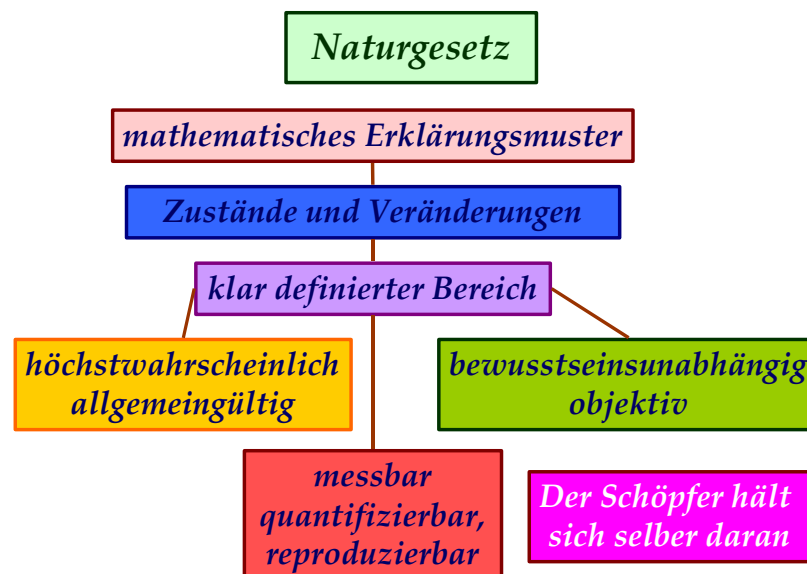 Naturgesetz
mathematisches Erklärungsmuster
Zustände und Veränderungen
klar definierter Bereich
höchstwahrscheinlich
allgemeingültig
bewusstseinsunabhängig
objektiv
messbar
quantifizierbar,
reproduzierbar
Der Schöpfer hält
sich selber daran